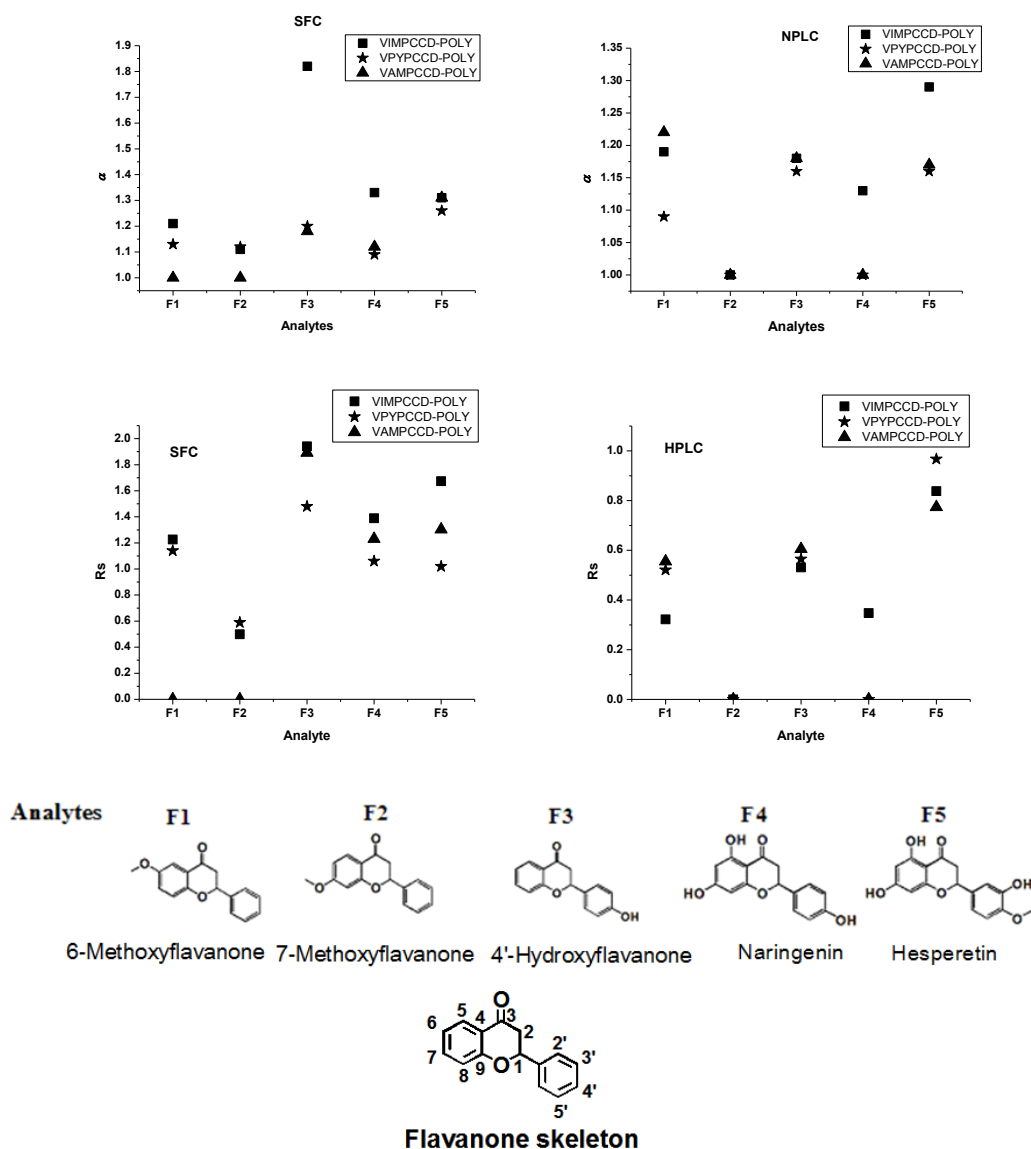 SFC
VIMPCCD-POLY
VPYPCCD-POLY
VAMPCCD-POLY
1.9
1.8
1.7
1.6
1.5
1.4
1.3
1.2
1.1
1.0
α
F1 F2 F3 F4 F5
Analytes
NPLC
VIMPCCD-POLY
VPYPCCD-POLY
VAMPCCD-POLY
1.35
1.30
1.25
1.20
1.15
1.10
1.05
1.00
α
F1 F2 F3 F4 F5
Analytes
SFC
VIMPCCD-POLY
VPYPCCD-POLY
VAMPCCD-POLY
2.0
1.8
1.6
1.4
1.2
1.0
0.8
0.6
0.4
0.2
0.0
Rs
F1 F2 F3 F4 F5
Analyte
HPLC
VIMPCCD-POLY
VPYPCCD-POLY
VAMPCCD-POLY
1.0
0.8
0.6
0.4
0.2
0.0
Rs
F1 F2 F3 F4 F5
Analyte
Analytes F1 F2 F3 F4 F5
O O O
O
6-Methoxyflavanone
O O O
7-Methoxyflavanone
O
O
OH
4'-Hydroxyflavanone
OH O
HO O
OH
Naringenin
OH O
HO O
OH
O
Hesperetin
O
5 4 3 2
6
7 8 9 O 1
2' 3' 4' 5'
Flavanone skeleton